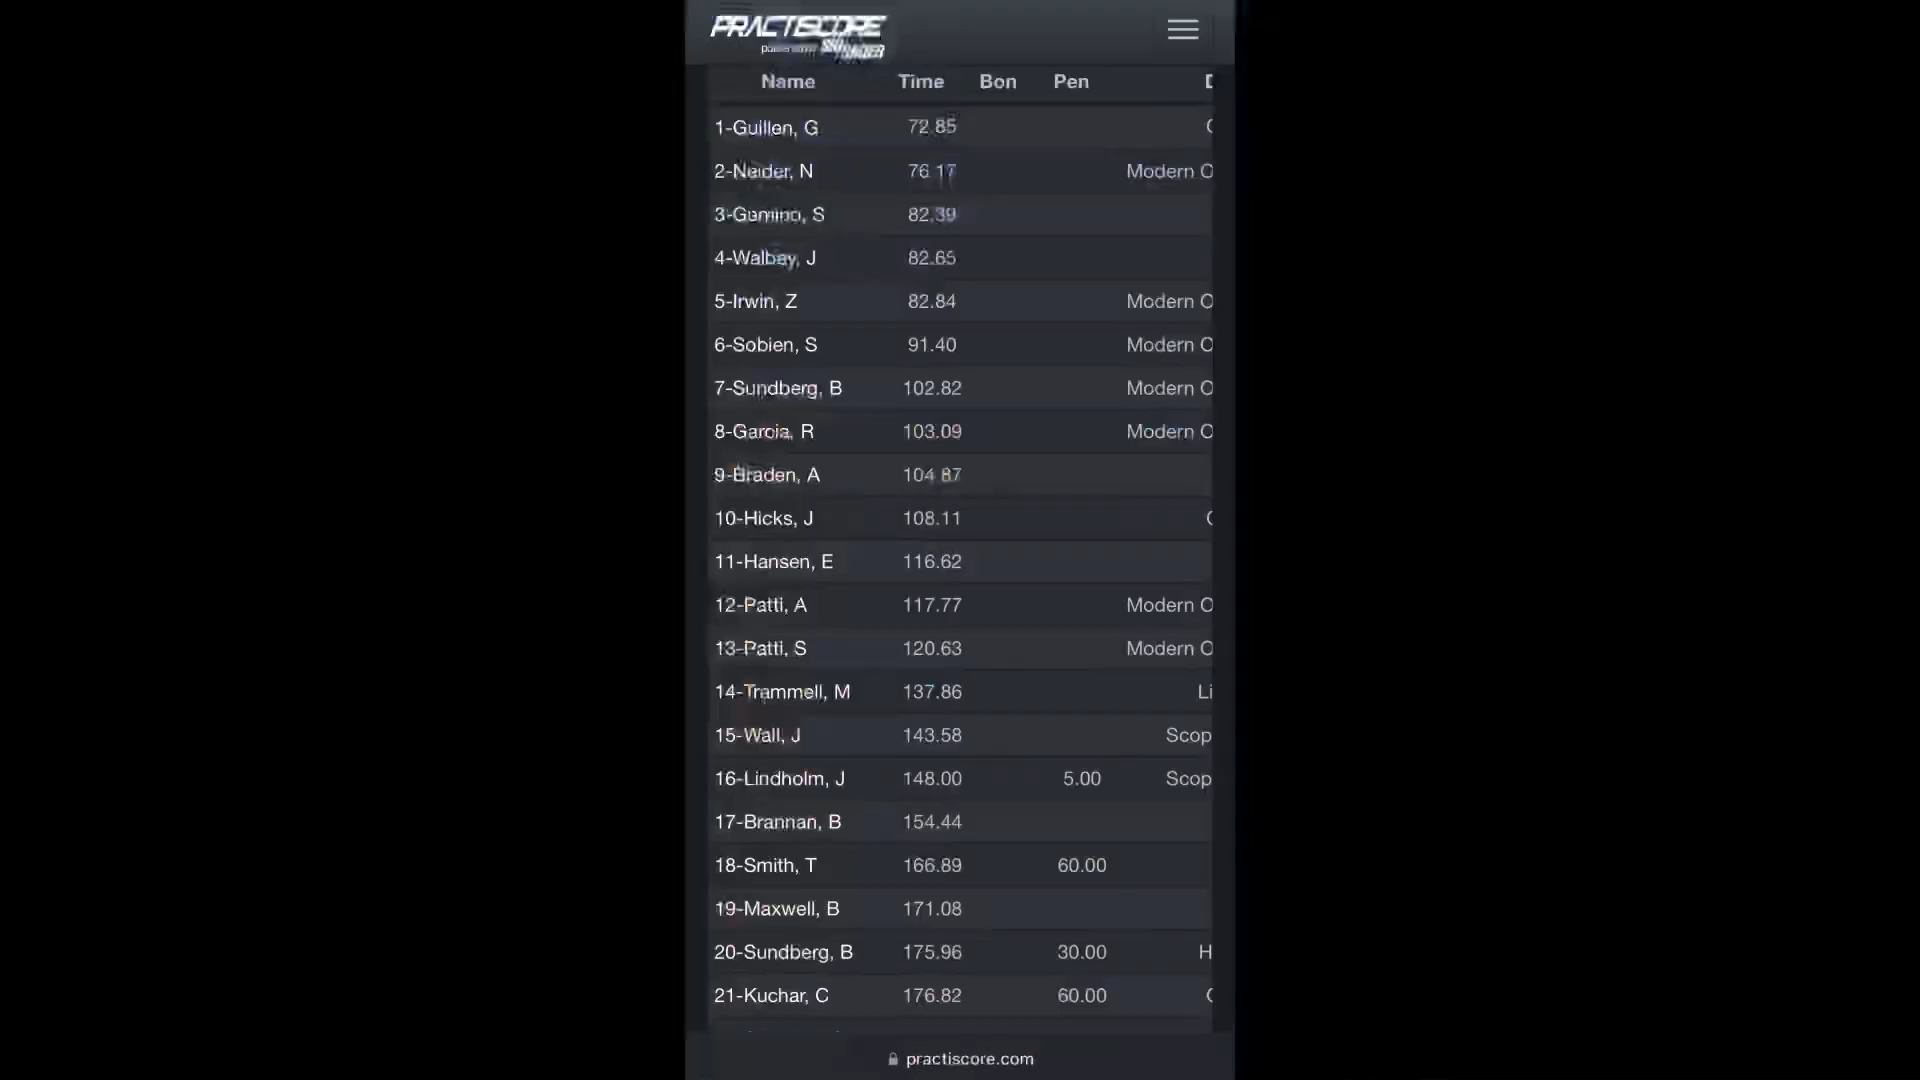 PRACTISCORE
Name Time Bon Pen
1-Guillen, G 72.85
2-Neider, N 76.17 Modern O
3-Gamino, S 82.39
4-Walbey, J 82.65
5-Irwin, Z 82.84 Modern O
6-Sobien, S 91.40 Modern O
7-Sundberg, B 102.82 Modern O
8-Garcia, R 103.09 Modern O
9-Braden, A 104.87
10-Hicks, J 108.11
11-Hansen, E 116.62
12-Patti, A 117.77 Modern O
13-Patti, S 120.63 Modern O
14-Trammell, M 137.86 Li
15-Wall, J 143.58 Scop
16-Lindholm, J 148.00 5.00 Scop
17-Brannan, B 154.44
18-Smith, T 166.89 60.00
19-Maxwell, B 171.08
20-Sundberg, B 175.96 30.00 H
21-Kuchar, C 176.82 60.00
practiscore.com